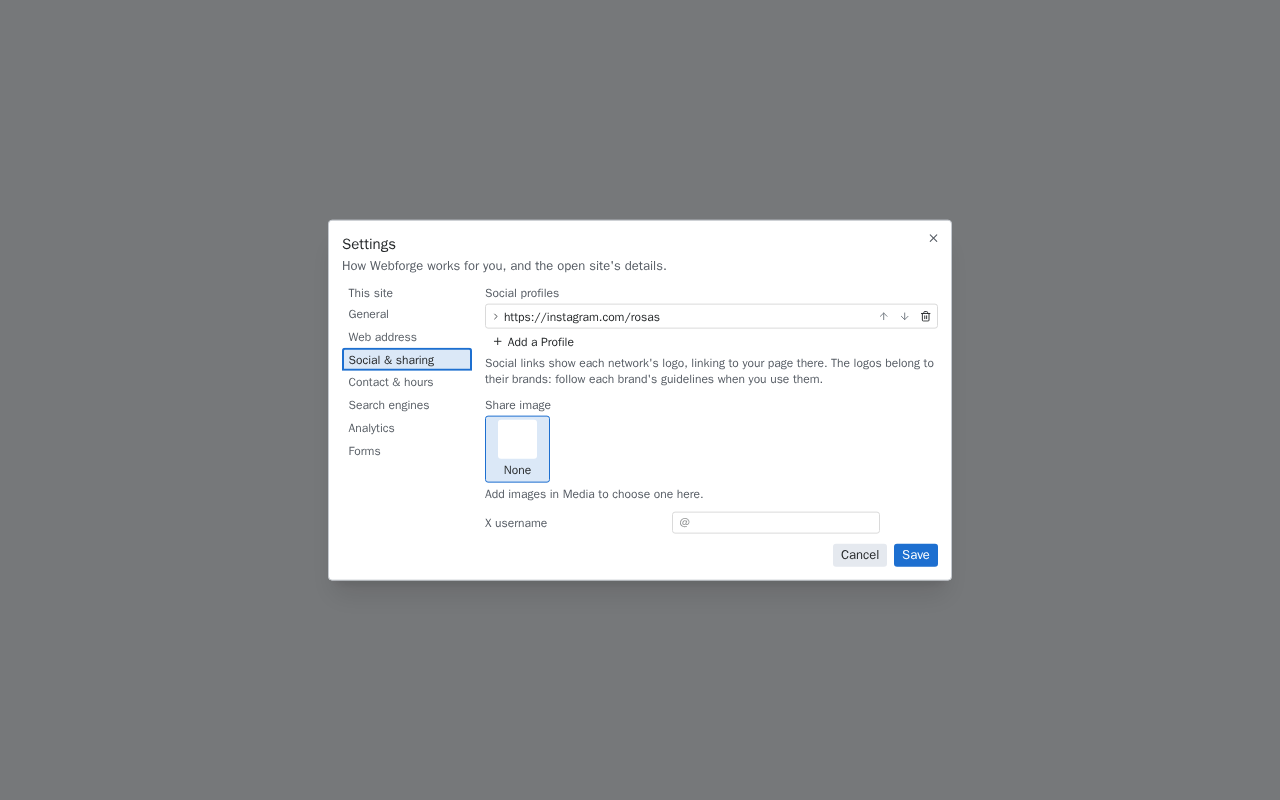 Settings
How Webforge works for you, and the open site's details.
This site
General
Web address
Social & sharing
Contact & hours
Search engines
Analytics
Forms
Social profiles
https://instagram.com/rosas
+ Add a Profile
Social links show each network's logo, linking to your page there. The logos belong to
their brands: follow each brand's guidelines when you use them.
Share image
None
Add images in Media to choose one here.
X username
@
Cancel
Save